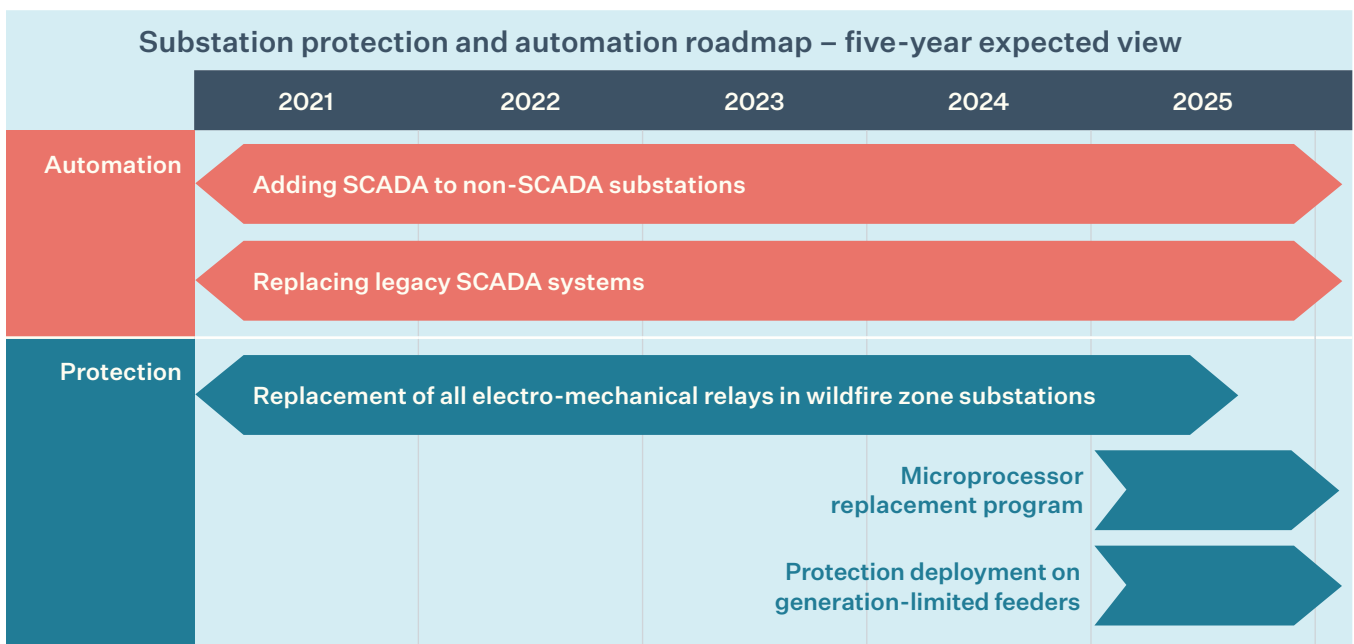 Substation protection and automation roadmap – five-year expected view
2021 2022 2023 2024 2025
Automation
Adding SCADA to non-SCADA substations
Replacing legacy SCADA systems
Protection
Replacement of all electro-mechanical relays in wildfire zone substations
Microprocessor
replacement program
Protection deployment on
generation-limited feeders